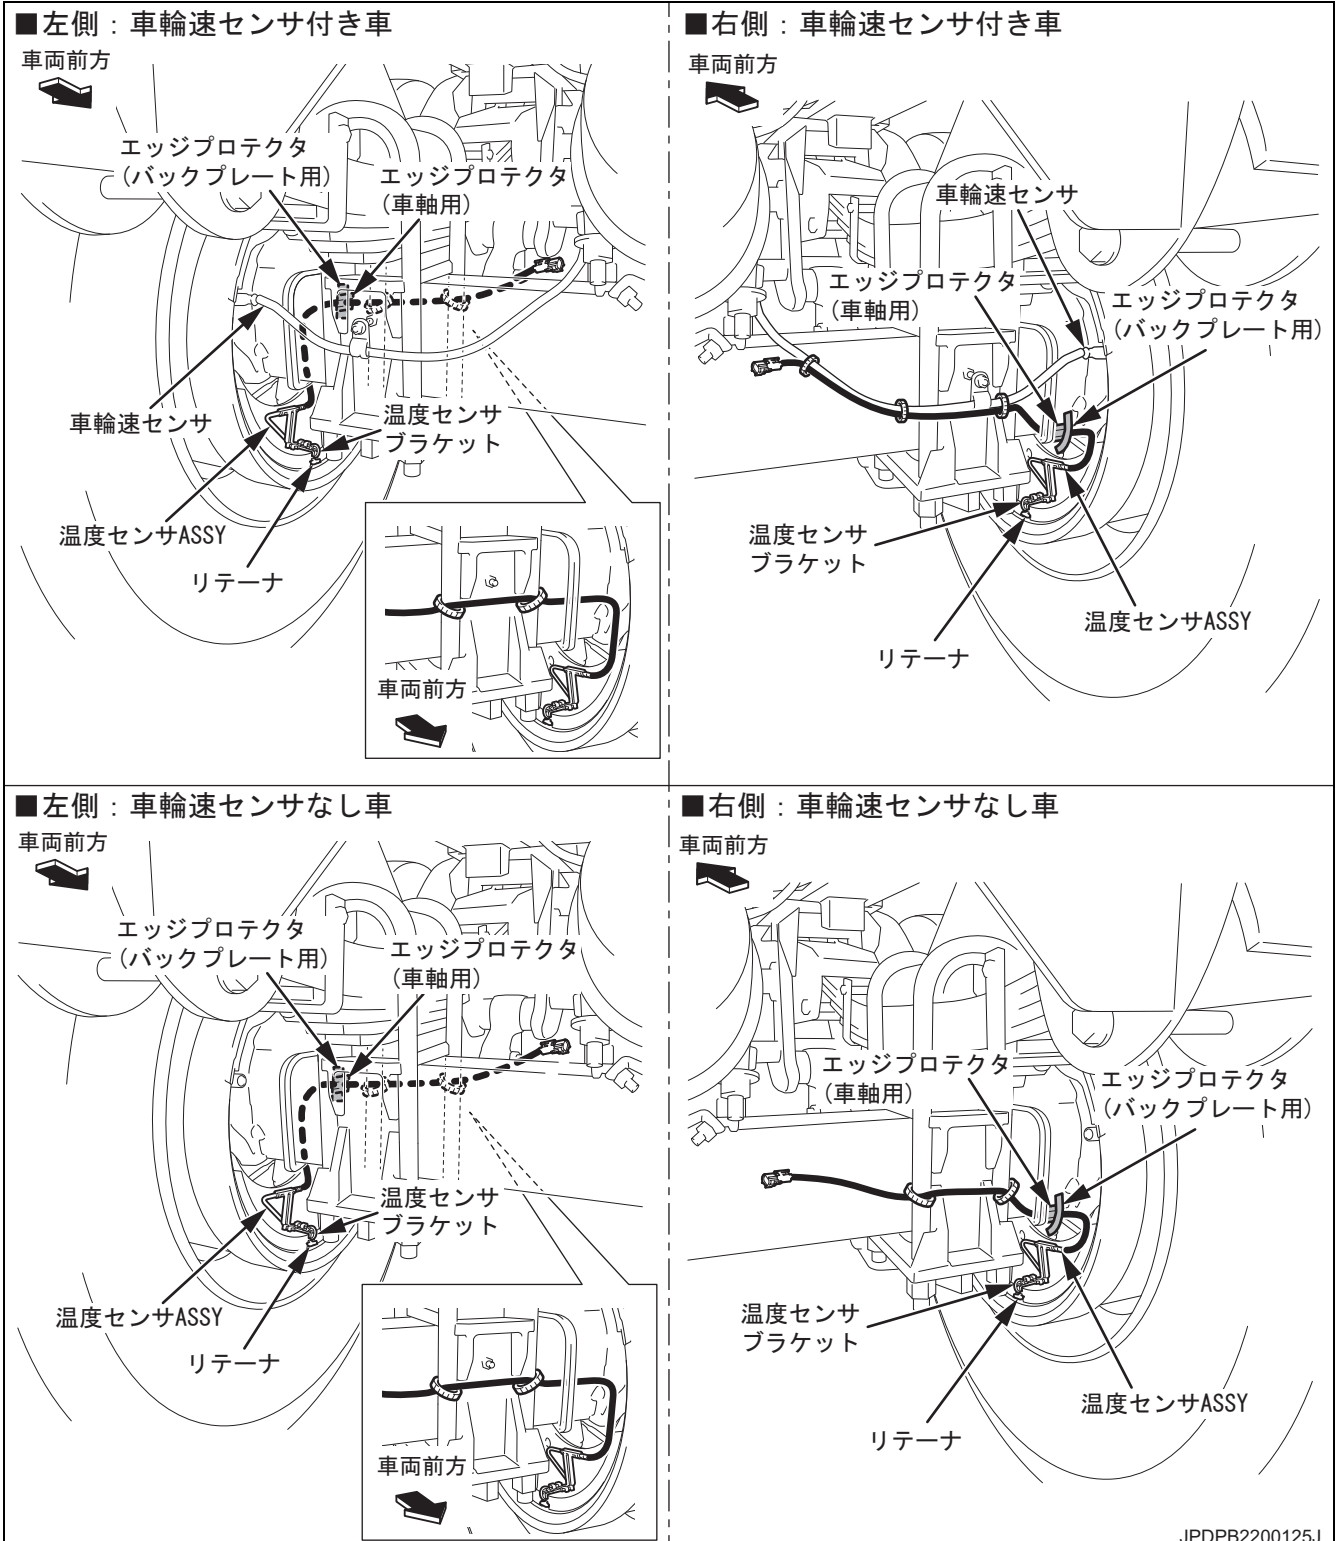 ■左側：車輪速センサ付き車
車両前方
エッジプロテクタ
(バックプレート用)
エッジプロテクタ
(車軸用)
車輪速センサ
温度センサ
ブラケット
温度センサASSY
リテーナ
車両前方
■右側：車輪速センサ付き車
車両前方
車輪速センサ
エッジプロテクタ
(車軸用)
エッジプロテクタ
(バックプレート用)
温度センサ
ブラケット
温度センサASSY
リテーナ
■左側：車輪速センサなし車
車両前方
エッジプロテクタ
(バックプレート用)
エッジプロテクタ
(車軸用)
温度センサ
ブラケット
温度センサASSY
リテーナ
車両前方
■右側：車輪速センサなし車
車両前方
エッジプロテクタ
(車軸用)
エッジプロテクタ
(バックプレート用)
温度センサ
ブラケット
温度センサASSY
リテーナ
JPDPB2200125J